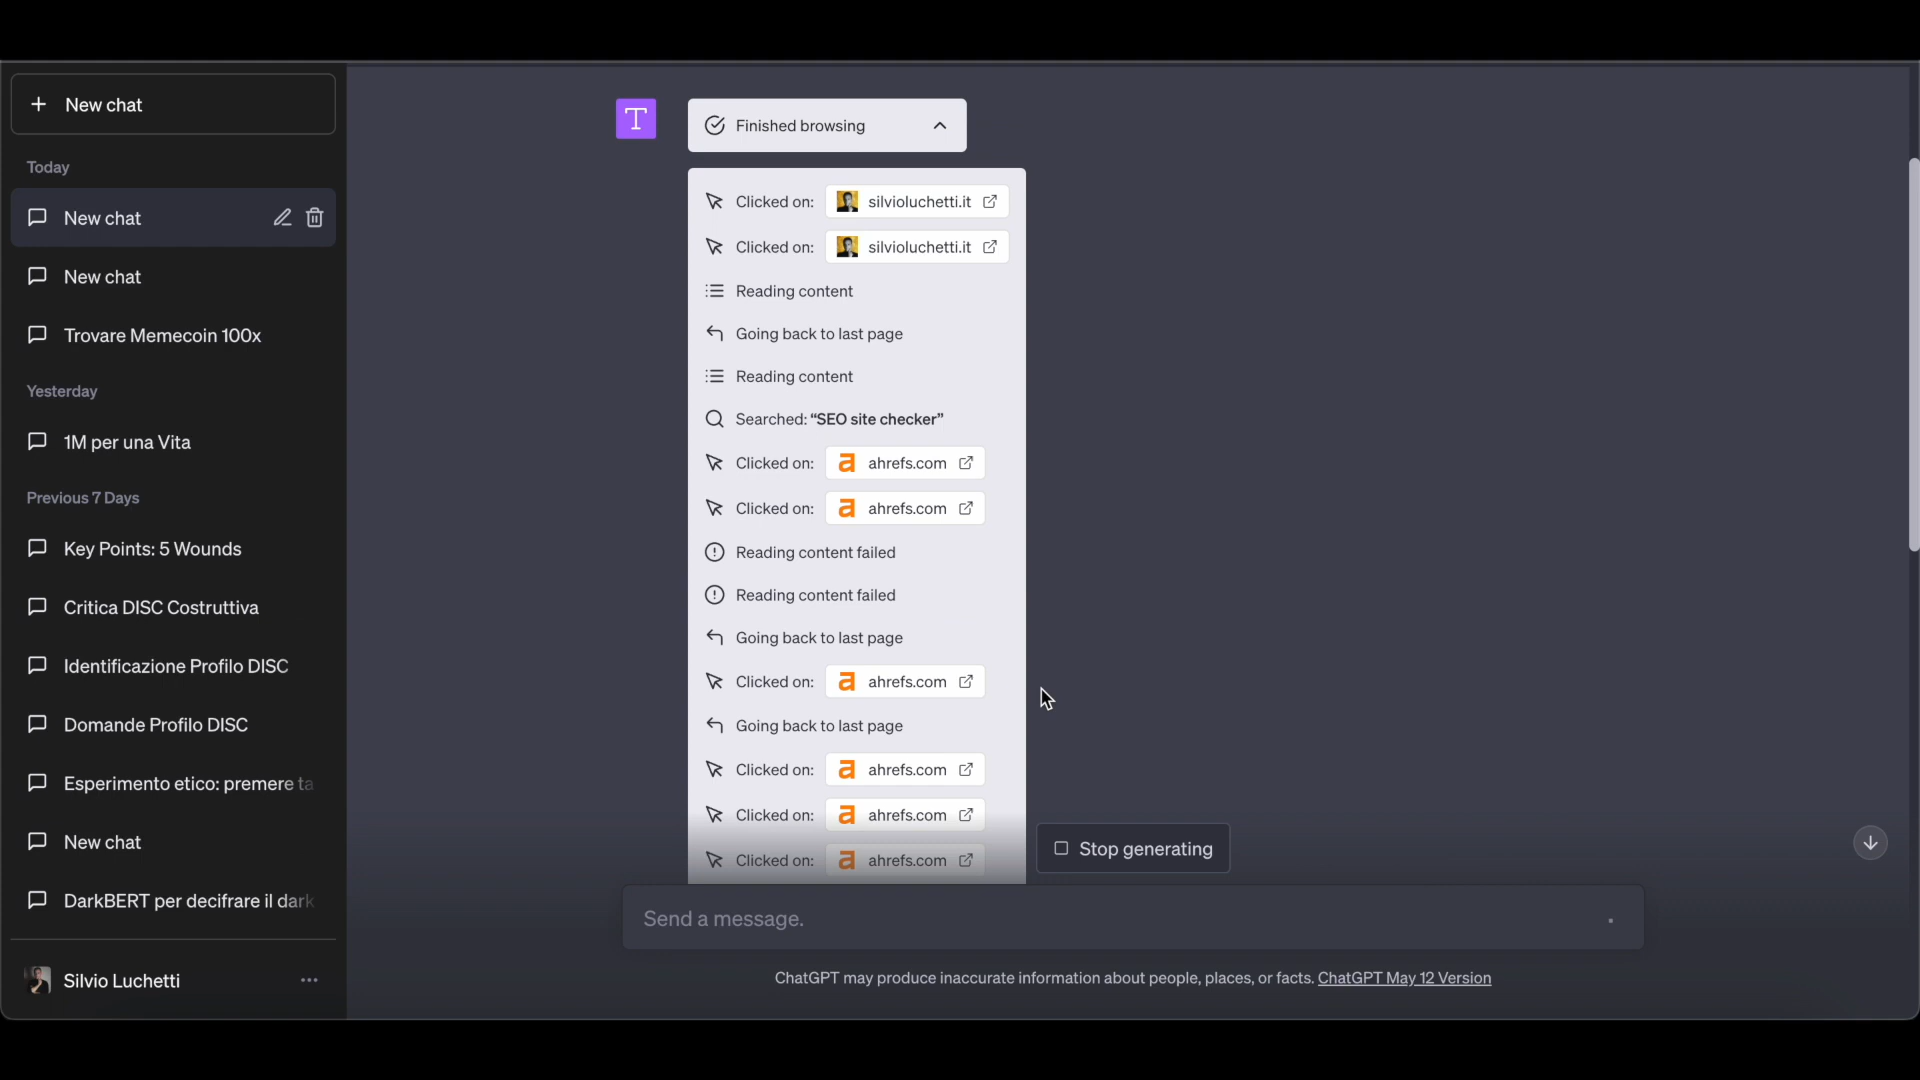 New chat
Today
New chat
New chat
Trovare Memecoin 100x
Yesterday
1M per una Vita
Previous 7 Days
Key Points: 5 Wounds
Critica DISC Costruttiva
Identificazione Profilo DISC
Domande Profilo DISC
Esperimento etico: premere ta
New chat
DarkBERT per decifrare il dark
Silvio Luchetti
T
Finished browsing
Clicked on: silvioluchetti.it
Clicked on: silvioluchetti.it
Reading content
Going back to last page
Reading content
Searched: “SEO site checker”
Clicked on: a ahrefs.com
Clicked on: a ahrefs.com
Reading content failed
Reading content failed
Going back to last page
Clicked on: a ahrefs.com
Going back to last page
Clicked on: a ahrefs.com
Clicked on: a ahrefs.com
Clicked on: a ahrefs.com
Stop generating
Send a message.
ChatGPT may produce inaccurate information about people, places, or facts. ChatGPT May 12 Version